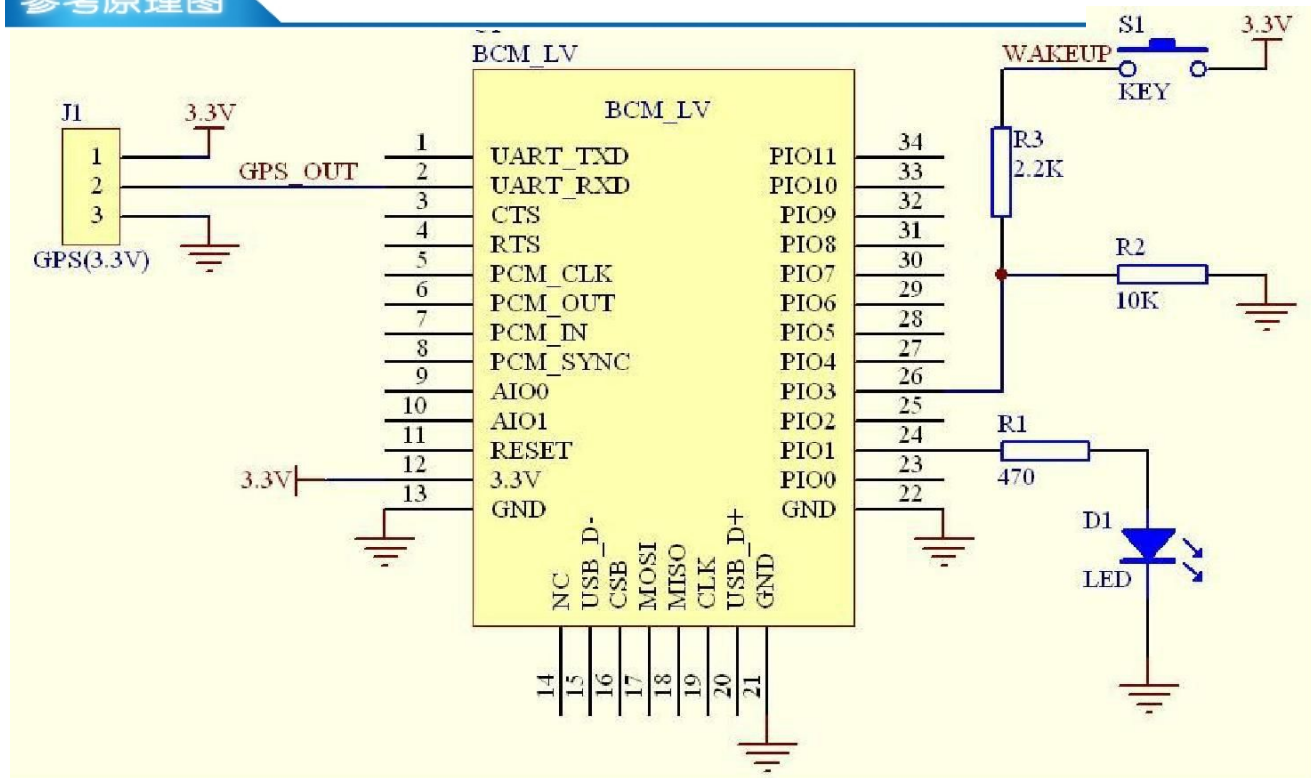 参考原理图
BCM_LV
BCM_LV
J1
3.3V
1
2
3
GPS(3.3V)
GPS_OUT
1 UART_TXD
2 UART_RXD
3 CTS
4 RTS
5 PCM_CLK
6 PCM_OUT
7 PCM_IN
8 PCM_SYNC
9 AIO0
10 AIO1
11 RESET
12 3.3V
13 GND
3.3V
PIO11 34
PIO10 33
PIO9 32
PIO8 31
PIO7 30
PIO6 29
PIO5 28
PIO4 27
PIO3 26
PIO2 25
PIO1 24
PIO0 23
GND 22
NC 14
USB_D- 15
CSB 16
MOSI 17
MISO 18
CLK 19
USB_D+ 20
GND 21
S1
3.3V
WAKEUP
KEY
R3
2.2K
R2
10K
R1
470
D1
LED